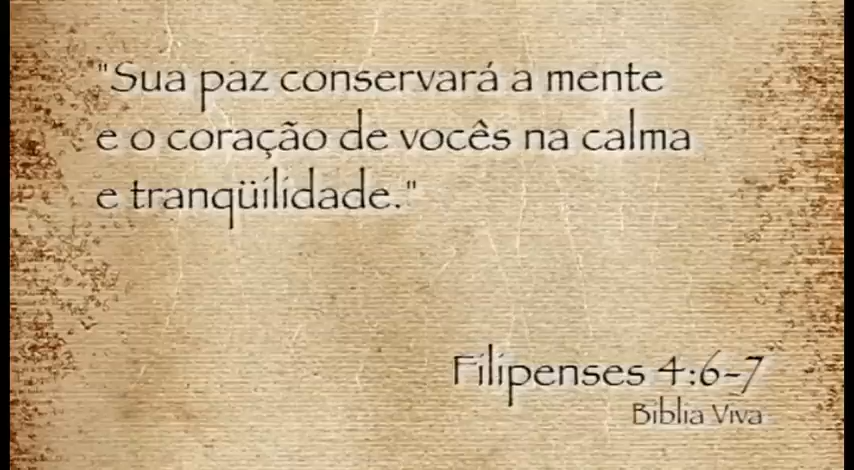 "Sua paz conservará a mente
e o coração de vocês na calma
e tranqüilidade."
Filipenses 4:6-7
Biblia Viva